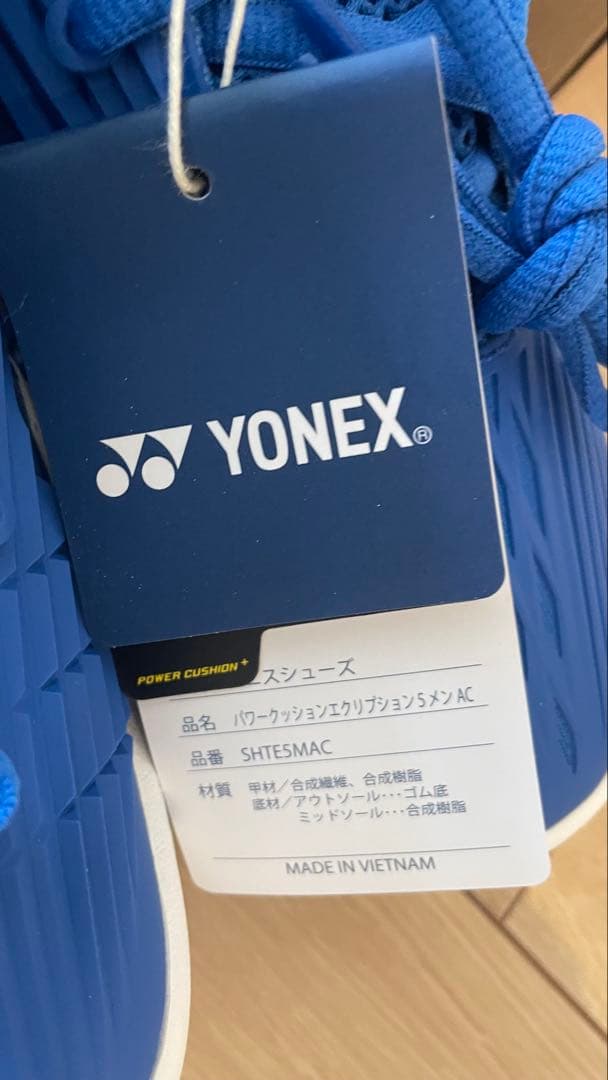 YONEX®
POWER CUSHION+
スシューズ
品名 パワークッションエクリプション5メンAC
品番 SHTE5MAC
材質 甲材/合成繊維、合成樹脂
底材/アウトソール・・・ゴム底
ミッドソール・・・合成樹脂
MADE IN VIETNAM